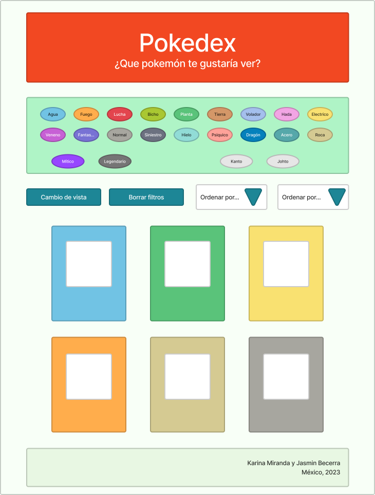 Pokedex
¿Que pokemón te gustaría ver?
Agua Fuego Lucha Bicho Planta Tierra Volador Hada Electrico
Veneno Fantas... Normal Siniestro Hielo Psíquico Dragón Acero Roca
Mítico Legendario Kanto Johto
Cambio de vista Borrar filtros Ordenar por... Ordenar por...
Karina Miranda y Jasmin Becerra
México, 2023